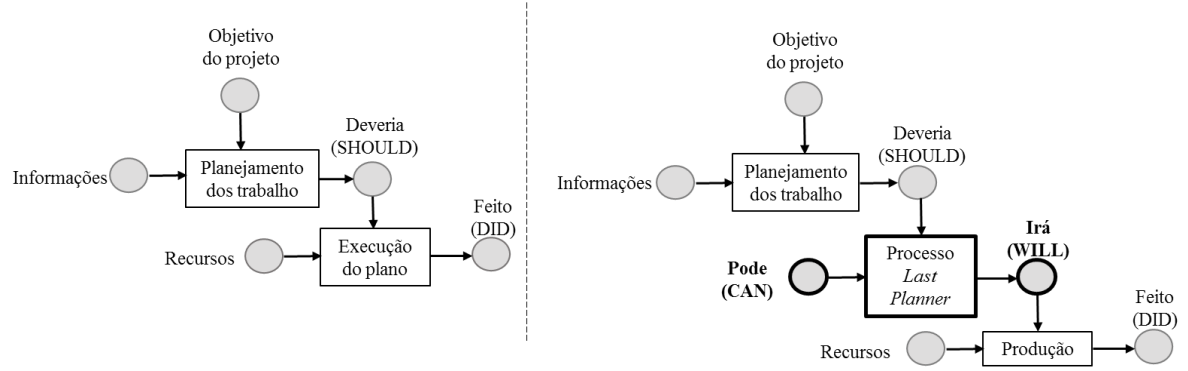 Objetivo
do projeto
Informações
Planejamento
dos trabalho
Deveria
(SHOULD)
Recursos
Execução
do plano
Feito
(DID)
Objetivo
do projeto
Informações
Planejamento
dos trabalho
Deveria
(SHOULD)
Pode
(CAN)
Processo
Last
Planner
Irá
(WILL)
Recursos
Produção
Feito
(DID)